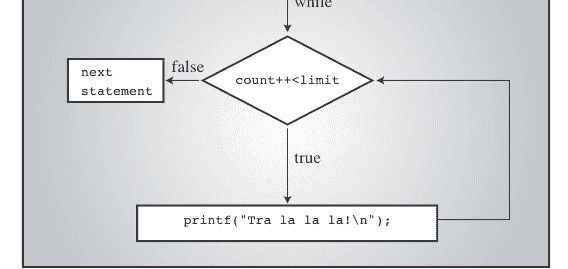 while
false
next
statement
count++<limit
true
printf("Tra la la la!\n");